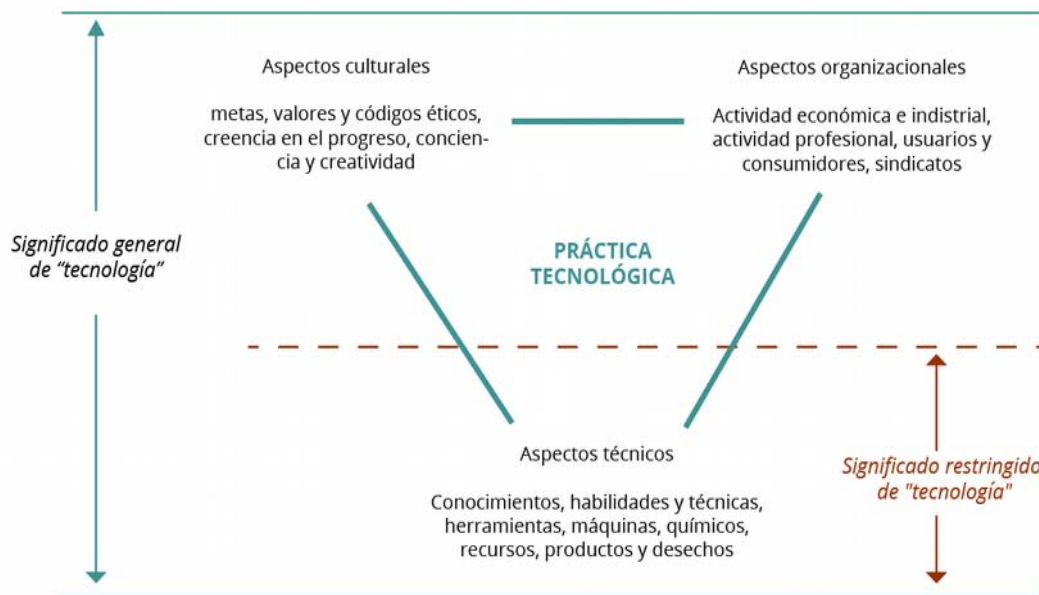 Aspectos culturales
metas, valores y códigos éticos,
creencia en el progreso, concien-
cia y creatividad
Aspectos organizacionales
Actividad económica e indistrial,
actividad profesional, usuarios y
consumidores, sindicatos
Significado general
de “tecnología”
PRÁCTICA
TECNOLÓGICA
Aspectos técnicos
Conocimientos, habilidades y técnicas,
herramientas, máquinas, químicos,
recursos, productos y desechos
Significado restringido
de "tecnología"